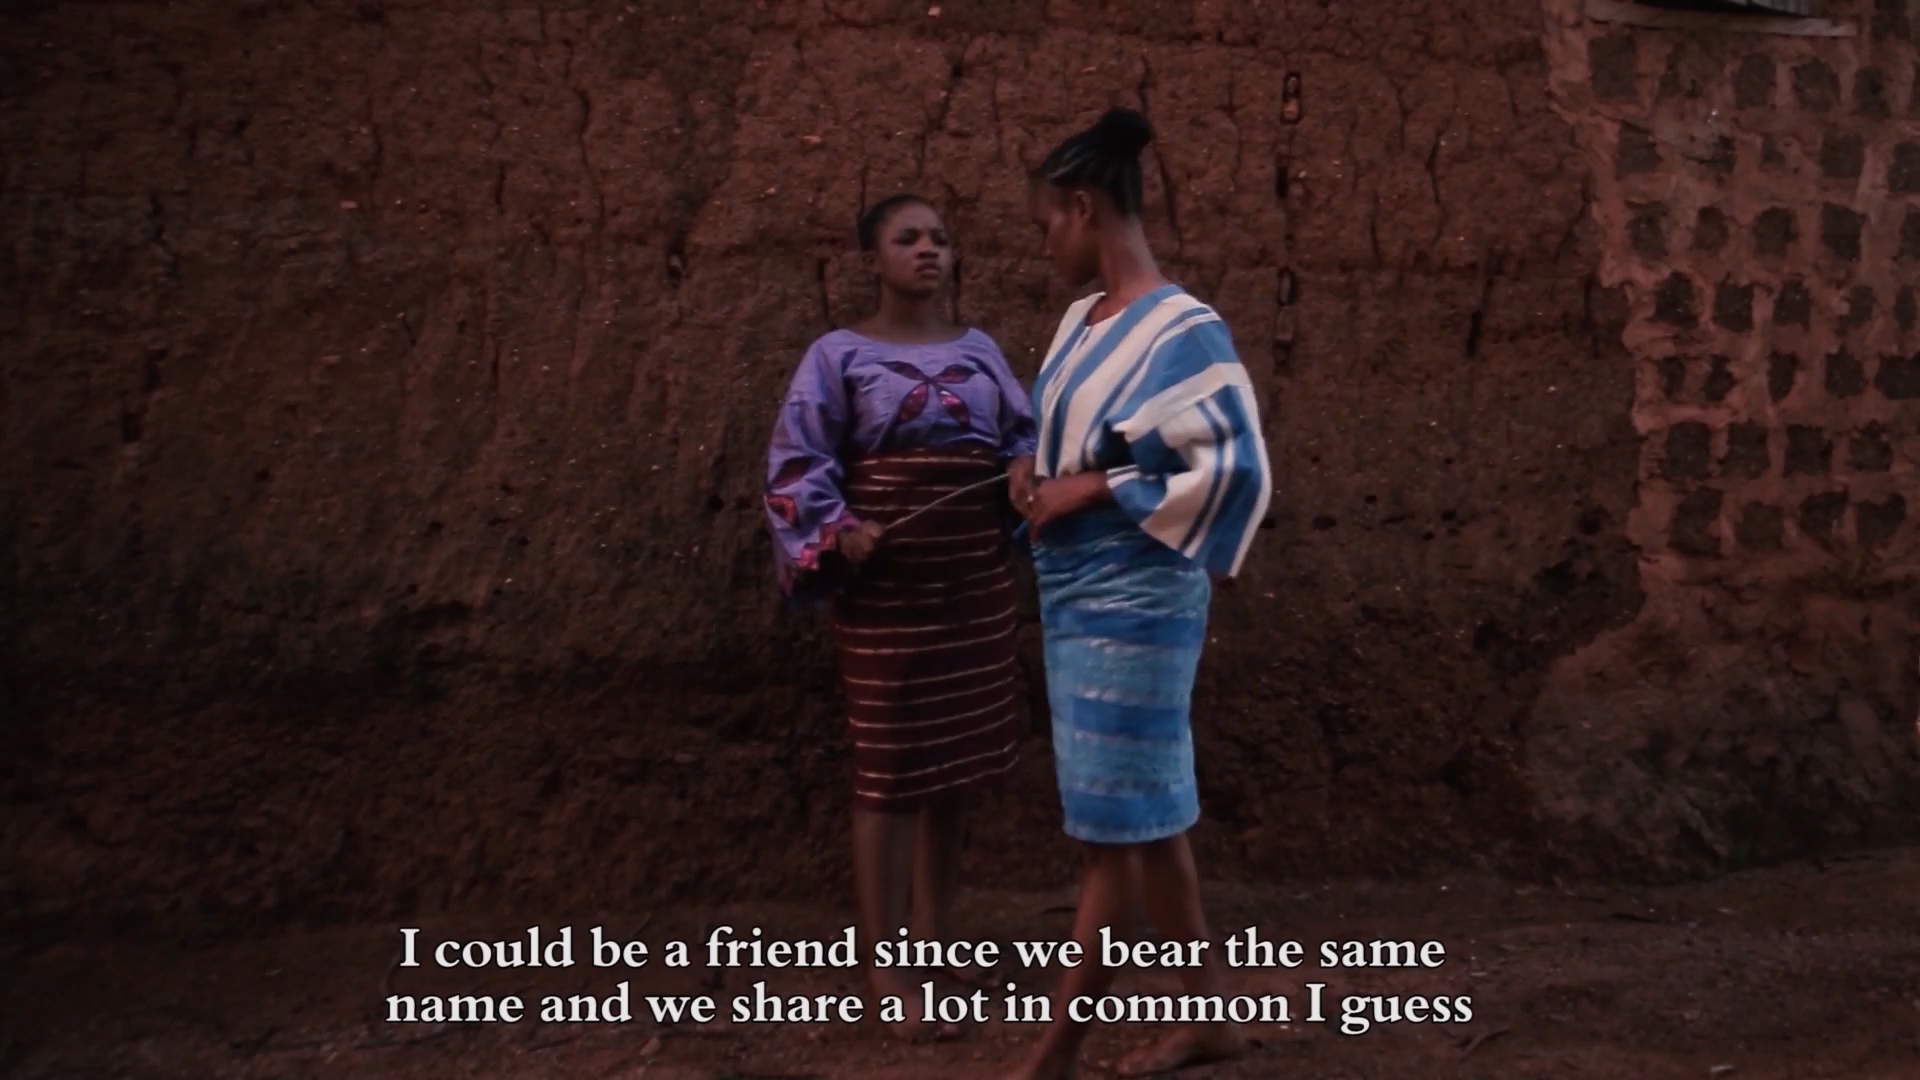 I could be a friend since we bear the same
name and we share a lot in common I guess